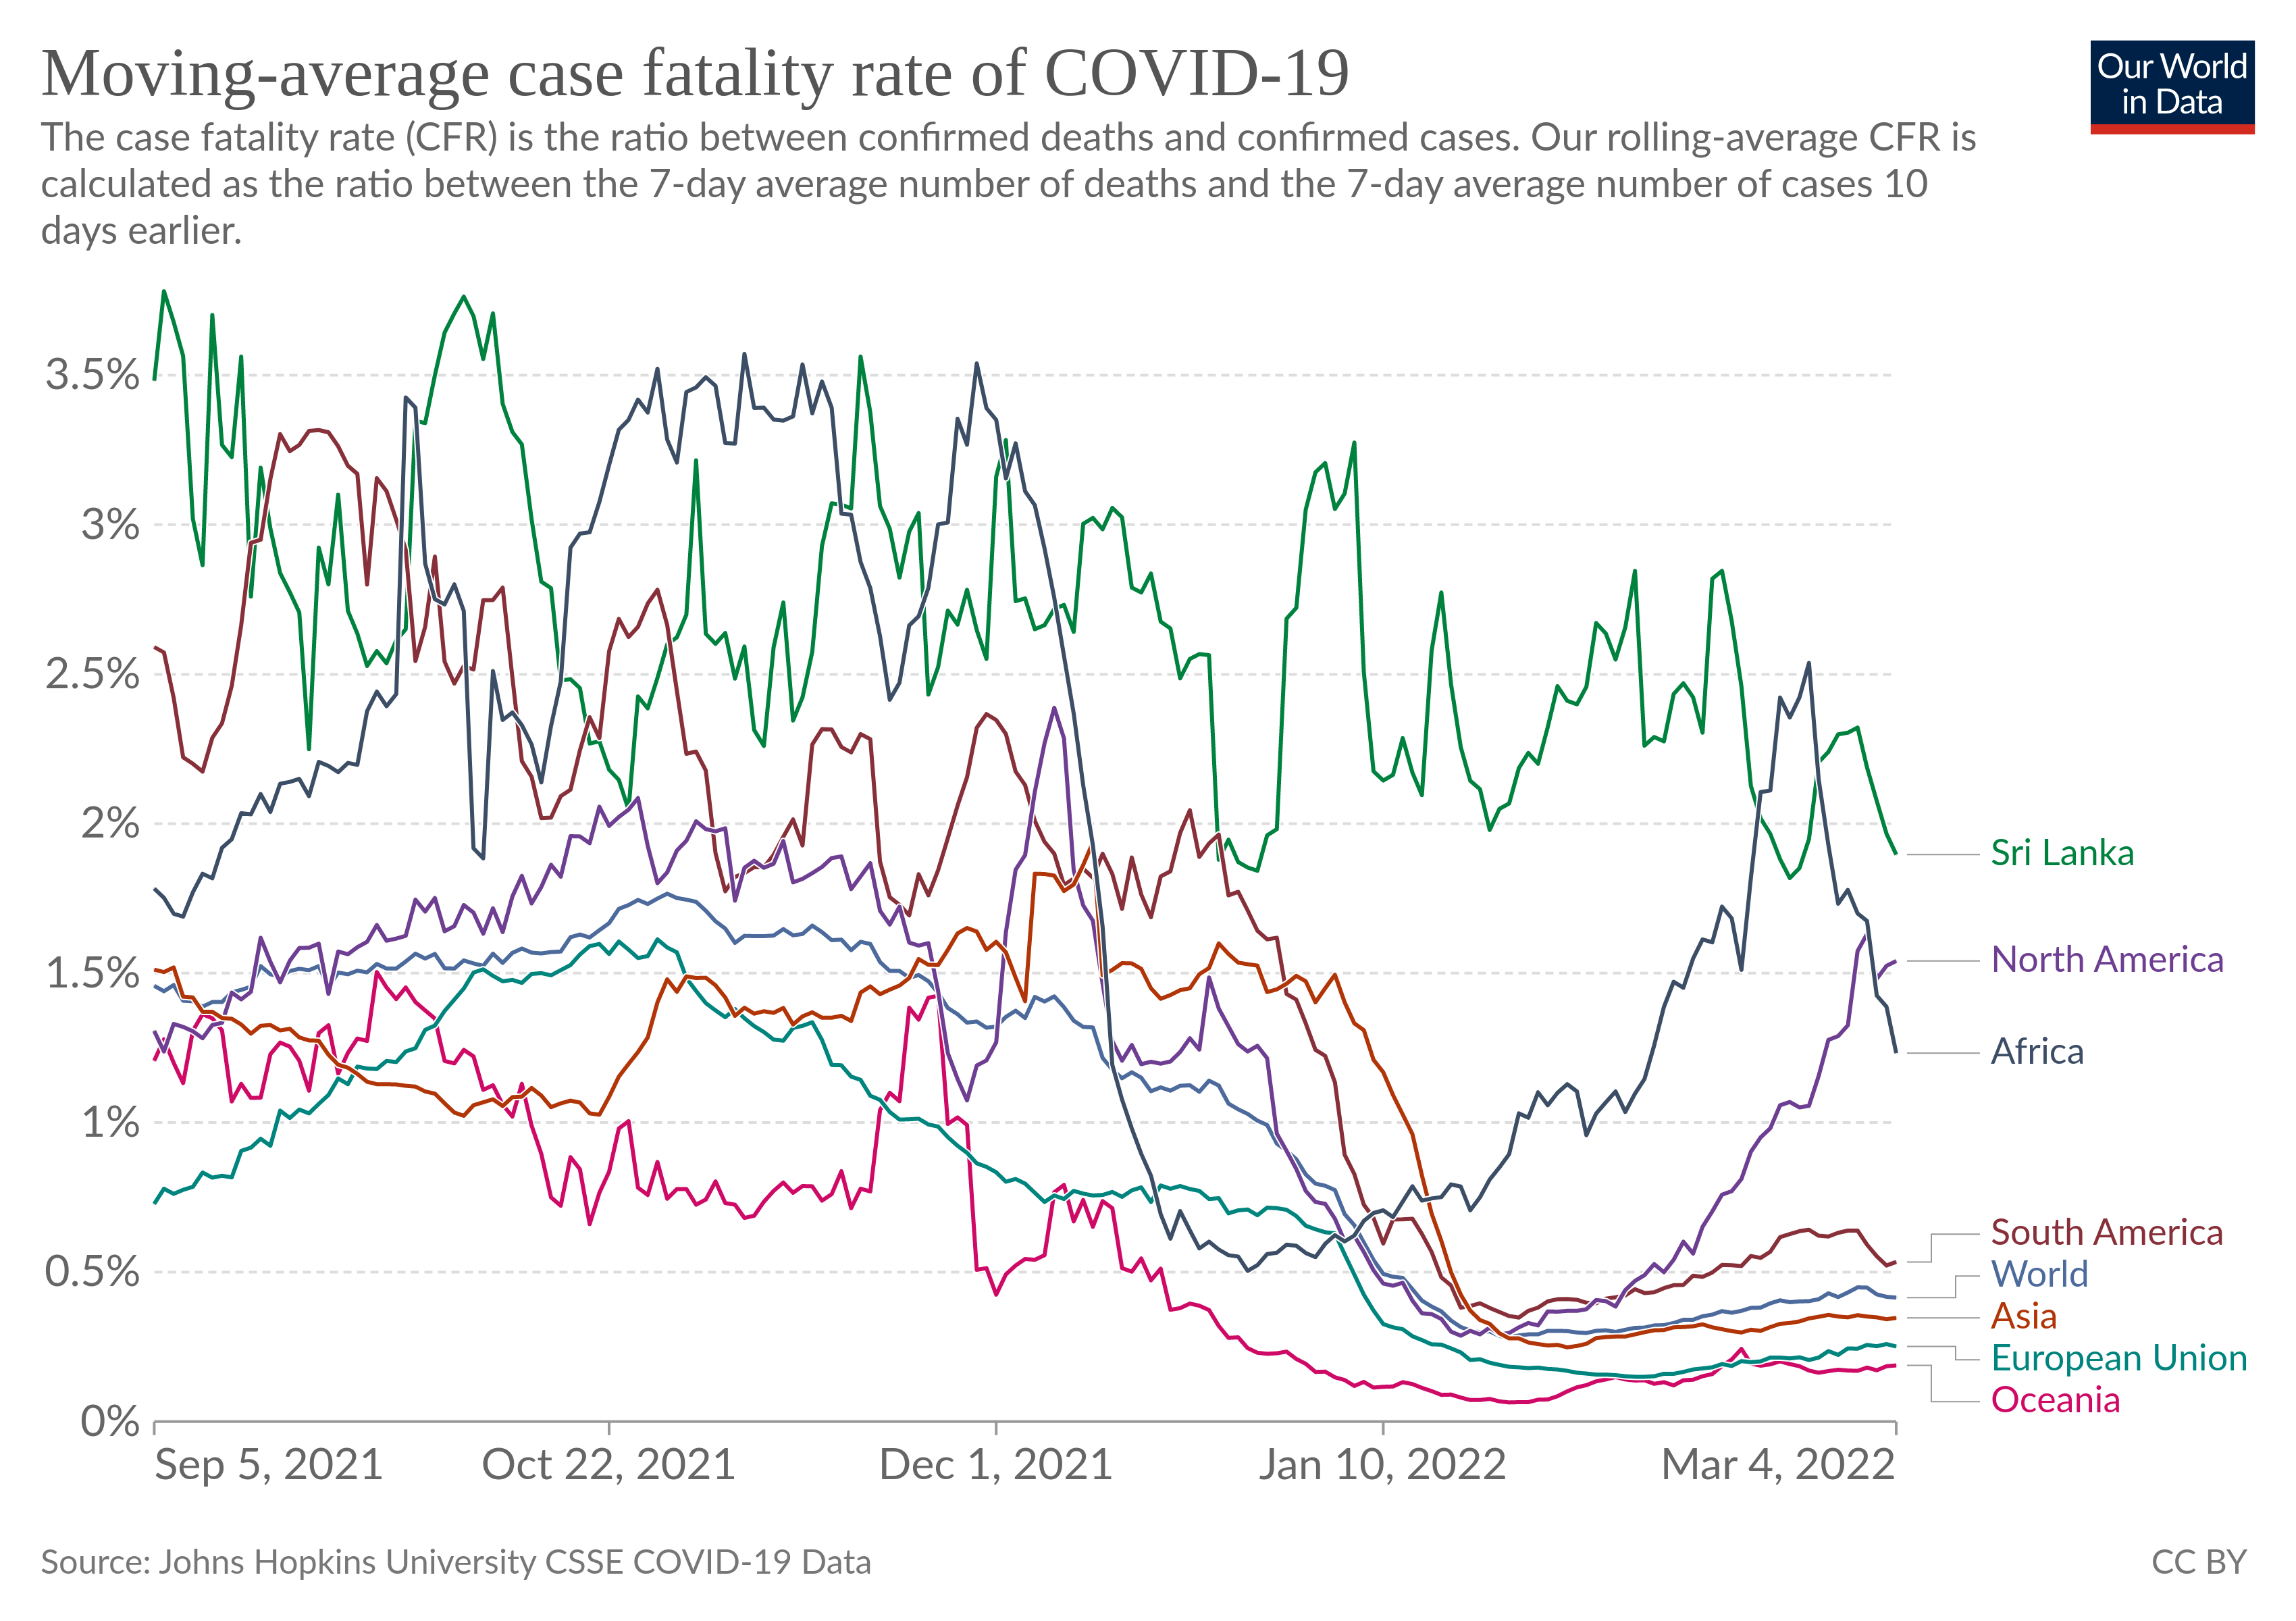 Moving-average case fatality rate of COVID-19
Our World
in Data
The case fatality rate (CFR) is the ratio between confirmed deaths and confirmed cases. Our rolling-average CFR is
calculated as the ratio between the 7-day average number of deaths and the 7-day average number of cases 10
days earlier.
3.5%
3%
2.5%
2%
1.5%
1%
0.5%
0%
Sri Lanka
North America
Africa
South America
World
Asia
European Union
Oceania
Sep 5, 2021
Oct 22, 2021
Dec 1, 2021
Jan 10, 2022
Mar 4, 2022
Source: Johns Hopkins University CSSE COVID-19 Data
CC BY